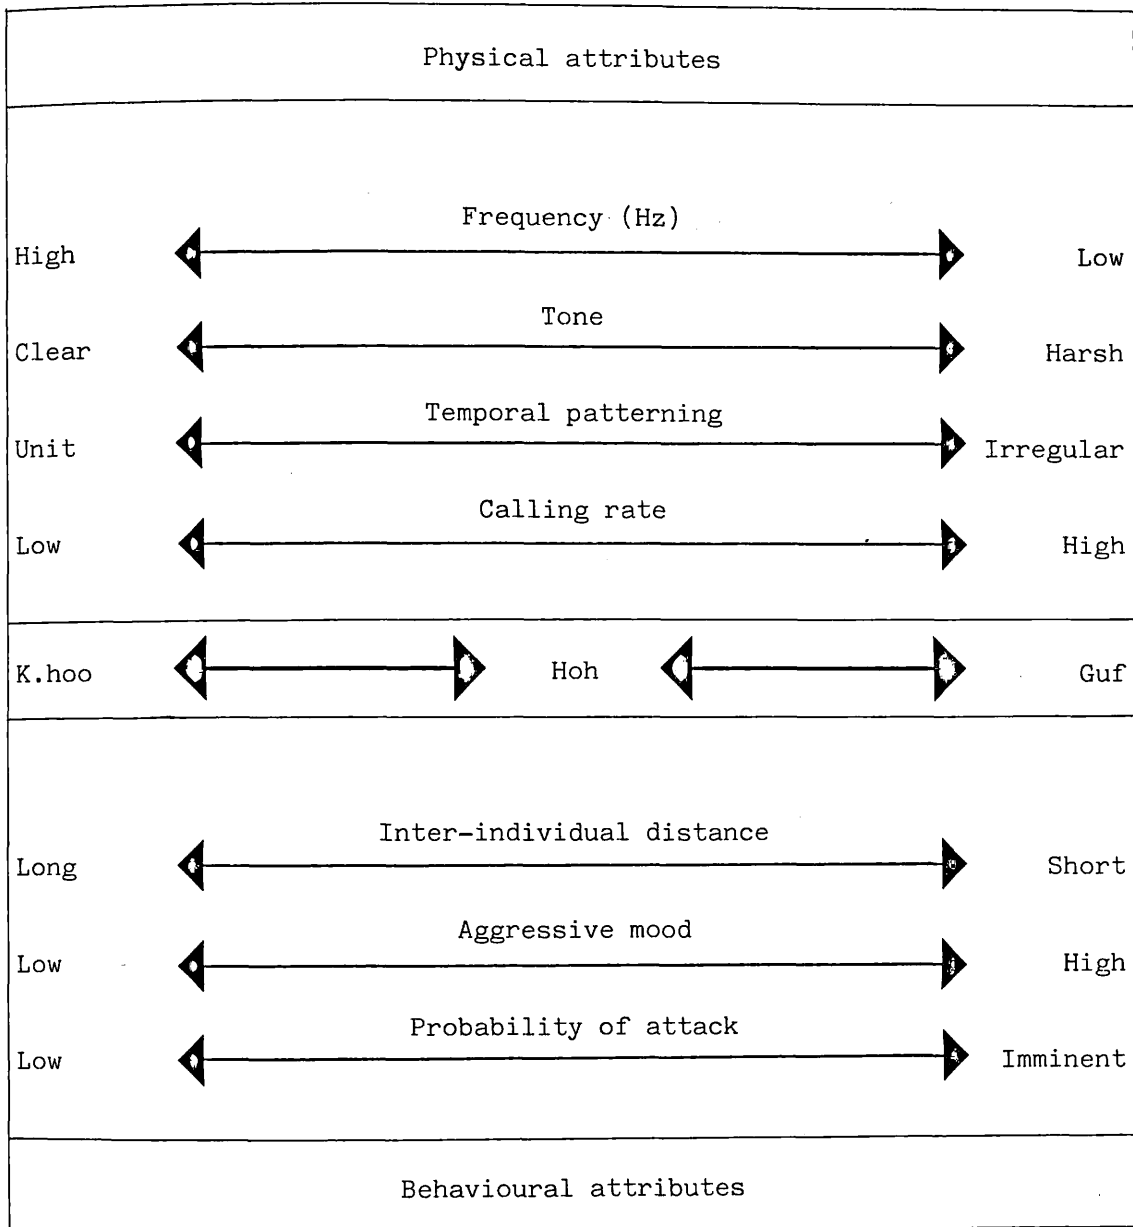 Physical attributes
Frequency (Hz)
High Low
Tone
Clear Harsh
Temporal patterning
Unit Irregular
Calling rate
Low High
K.hoo Hoh Guf
Inter-individual distance
Long Short
Aggressive mood
Low High
Probability of attack
Low Imminent
Behavioural attributes